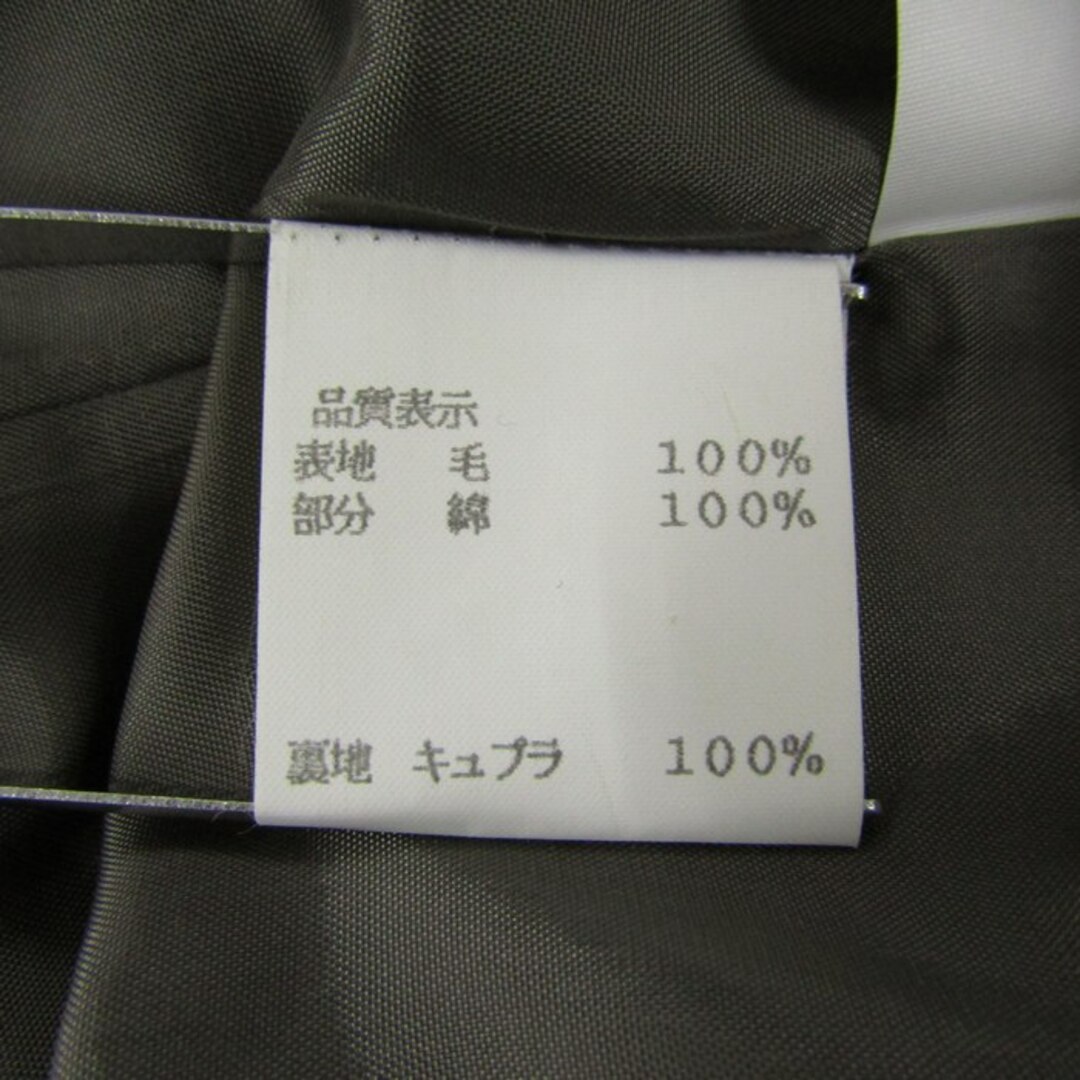 品質表示
表地 毛 100%
部分 綿 100%
裏地 キュプラ 100%